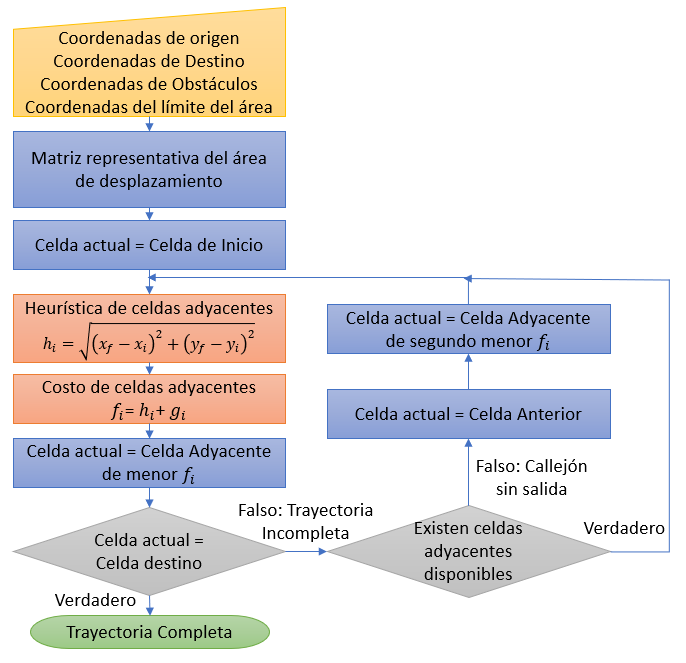 Coordenadas de origen
Coordenadas de Destino
Coordenadas de Obstáculos
Coordenadas del límite del área
Matriz representativa del área
de desplazamiento
Celda actual = Celda de Inicio
Heurística de celdas adyacentes
hᵢ = √((x_f − xᵢ)² + (y_f − yᵢ)²)
Costo de celdas adyacentes
fᵢ= hᵢ+ gᵢ
Celda actual = Celda Adyacente
de menor fᵢ
Celda actual =
Celda destino
Verdadero
Trayectoria Completa
Falso: Trayectoria
Incompleta
Existen celdas
adyacentes
disponibles
Verdadero
Falso: Callejón
sin salida
Celda actual = Celda Anterior
Celda actual = Celda Adyacente
de segundo menor fᵢ